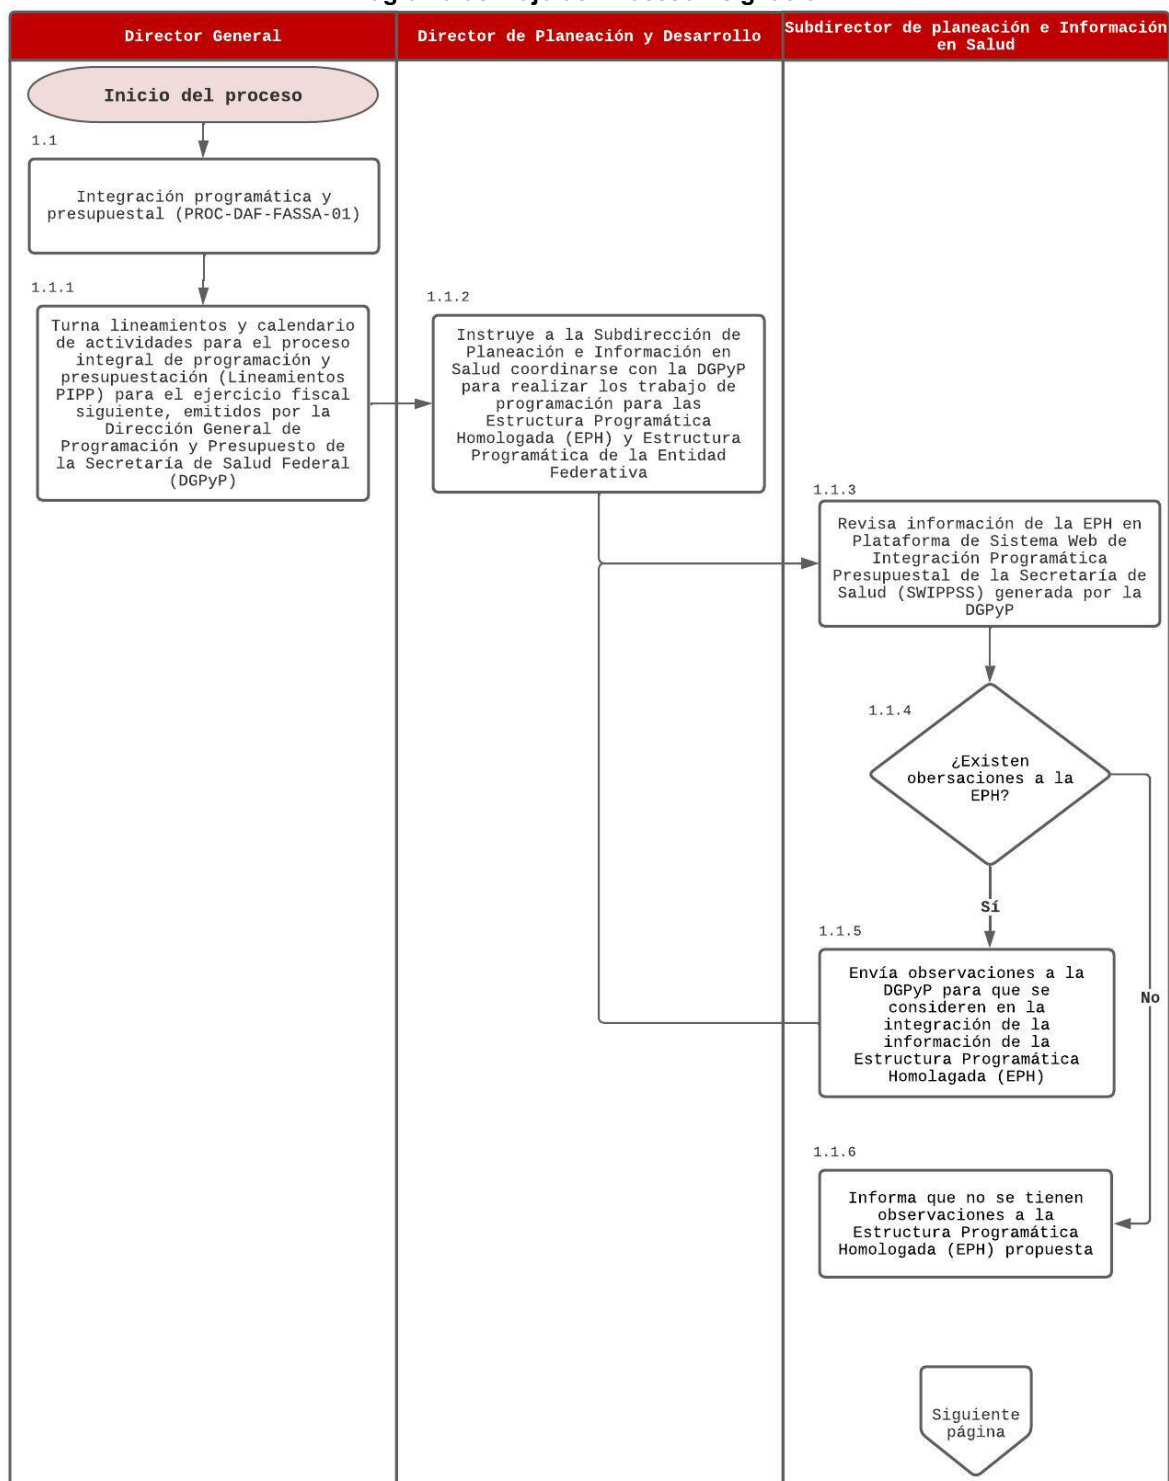 Director General
Director de Planeación y Desarrollo
Subdirector de planeación e Información
en Salud
Inicio del proceso
1.1
Integración programática y
presupuestal (PROC-DAF-FASSA-01)
1.1.1
Turna lineamientos y calendario
de actividades para el proceso
integral de programación y
presupuestación (Lineamientos
PIPP) para el ejercicio fiscal
siguiente, emitidos por la
Dirección General de
Programación y Presupuesto de
la Secretaría de Salud Federal
(DGPyP)
1.1.2
Instruye a la Subdirección de
Planeación e Información en
Salud coordinarse con la DGPyP
para realizar los trabajo de
programación para las
Estructura Programática
Homologada (EPH) y Estructura
Programática de la Entidad
Federativa
1.1.3
Revisa información de la EPH en
Plataforma de Sistema Web de
Integración Programática
Presupuestal de la Secretaría de
Salud (SWIPPSS) generada por la
DGPyP
1.1.4
¿Existen
obersaciones a la
EPH?
Sí
No
1.1.5
Envía observaciones a la
DGPyP para que se
consideren en la
integración de la
información de la
Estructura Programática
Homolagada (EPH)
1.1.6
Informa que no se tienen
observaciones a la
Estructura Programática
Homologada (EPH) propuesta
Siguiente
página